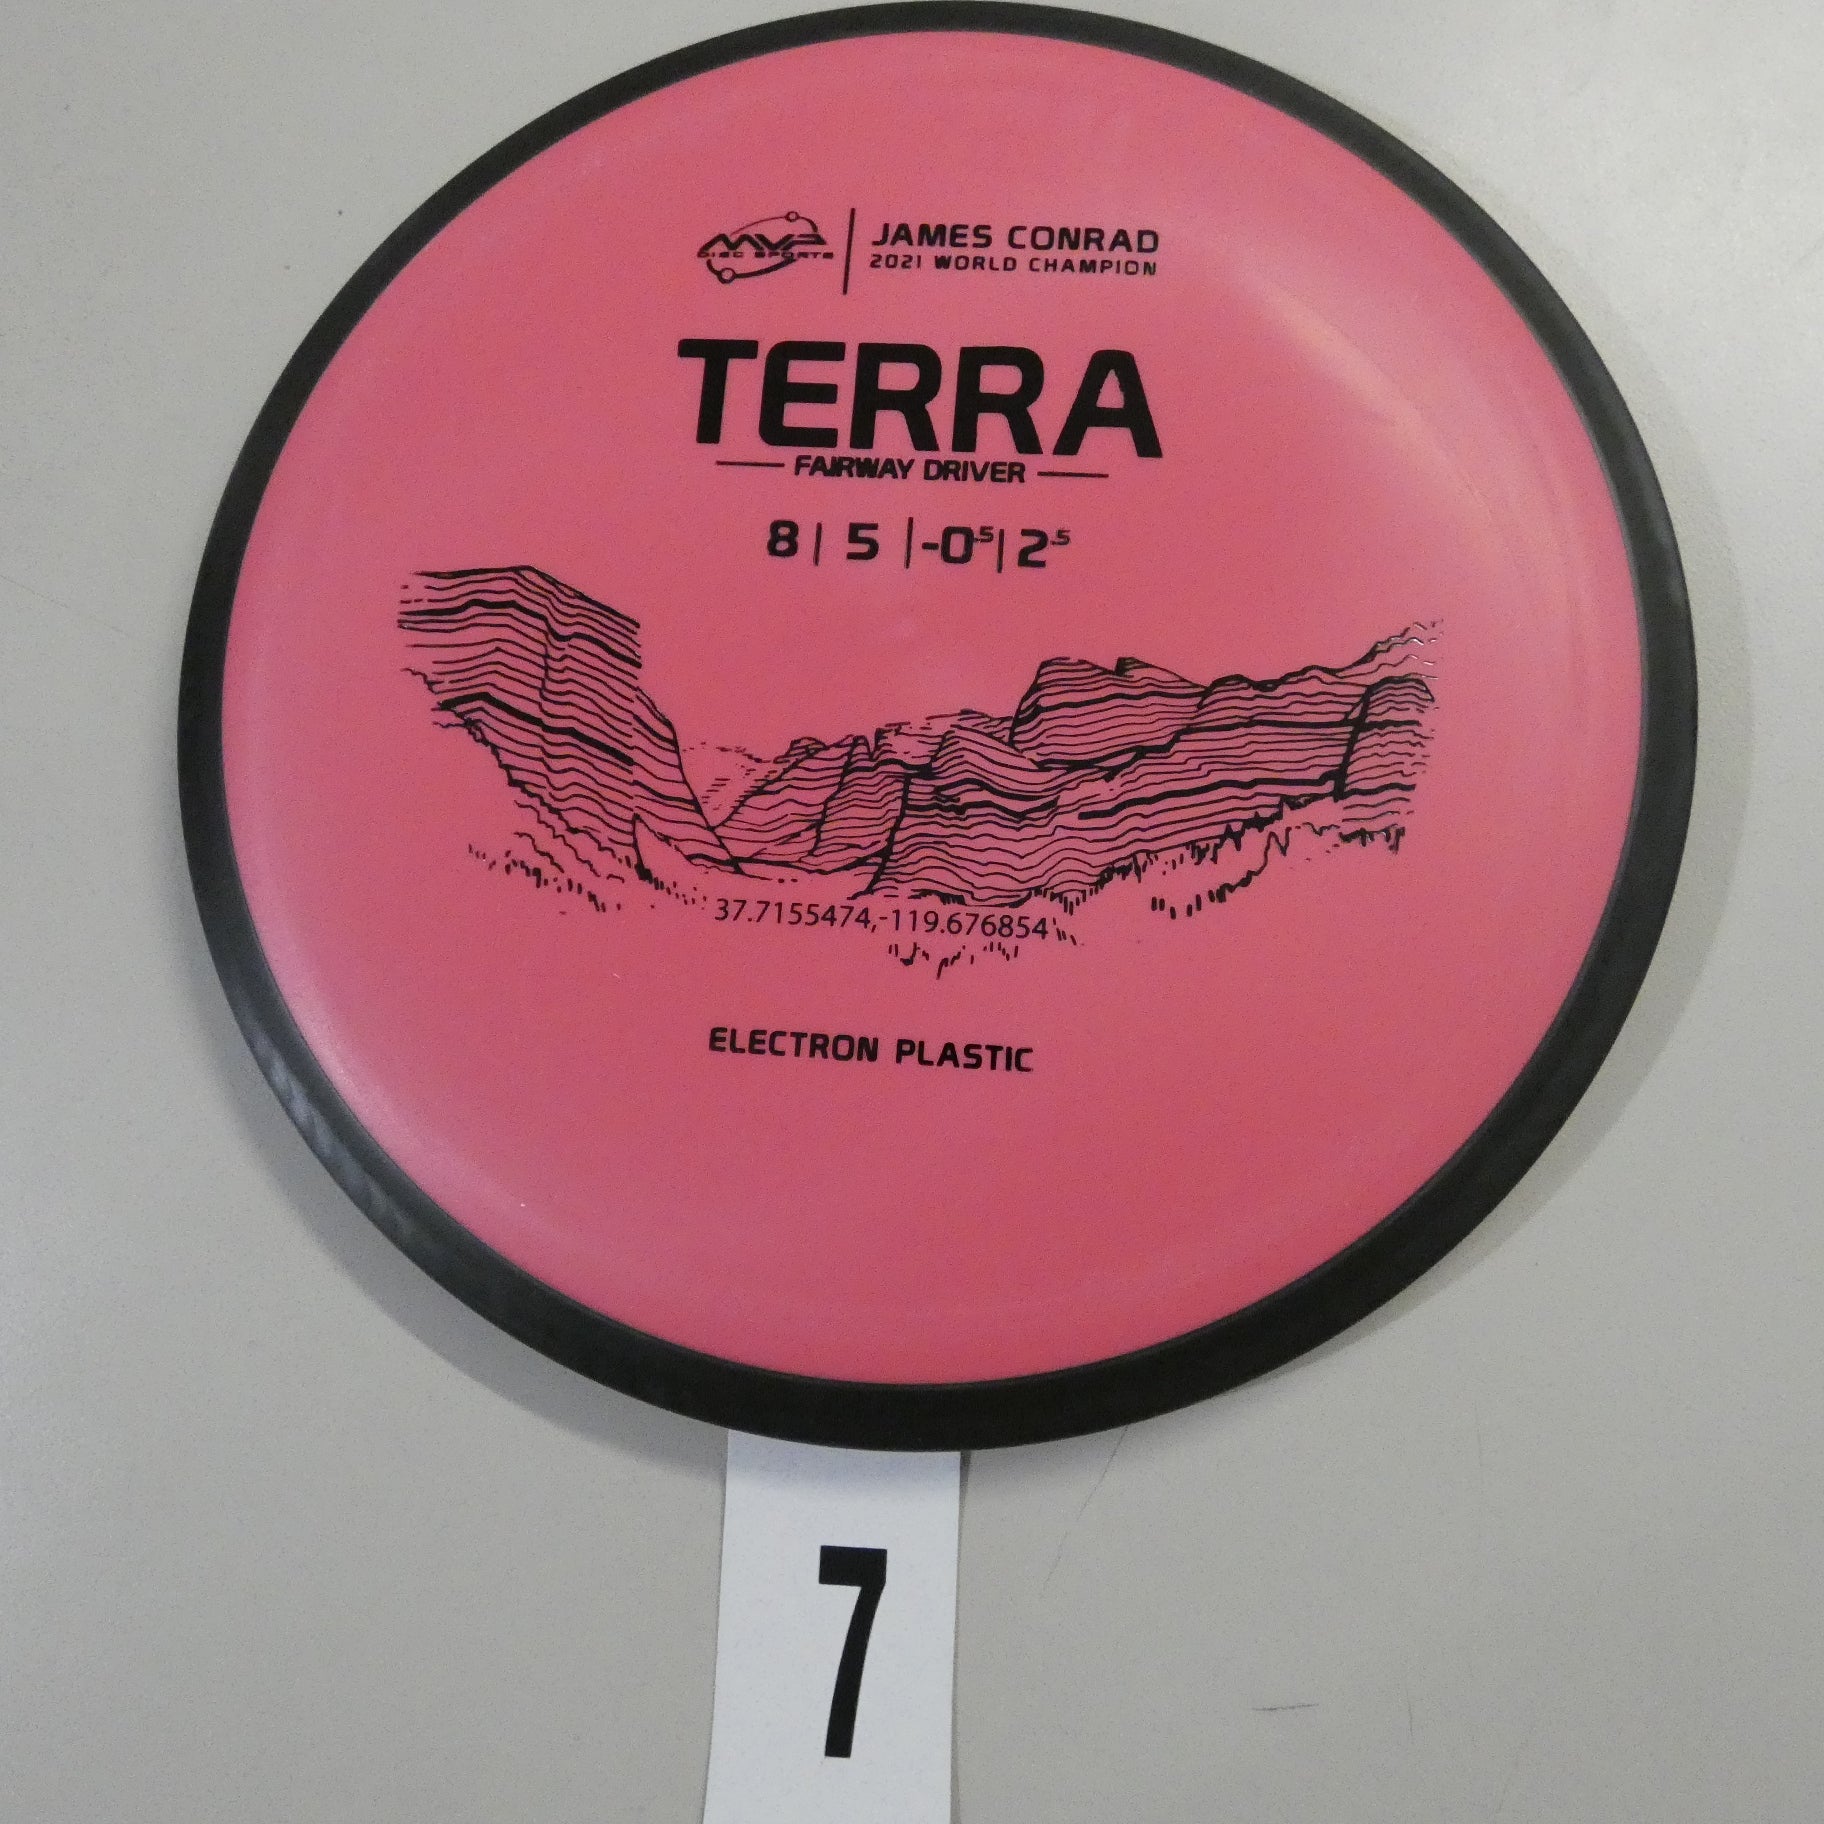 MVP
DISC SPORTS
JAMES CONRAD
2021 WORLD CHAMPION
TERRA
FAIRWAY DRIVER
8 | 5 | -0.5 | 2.5
37.7155474,-119.676854
ELECTRON PLASTIC
7